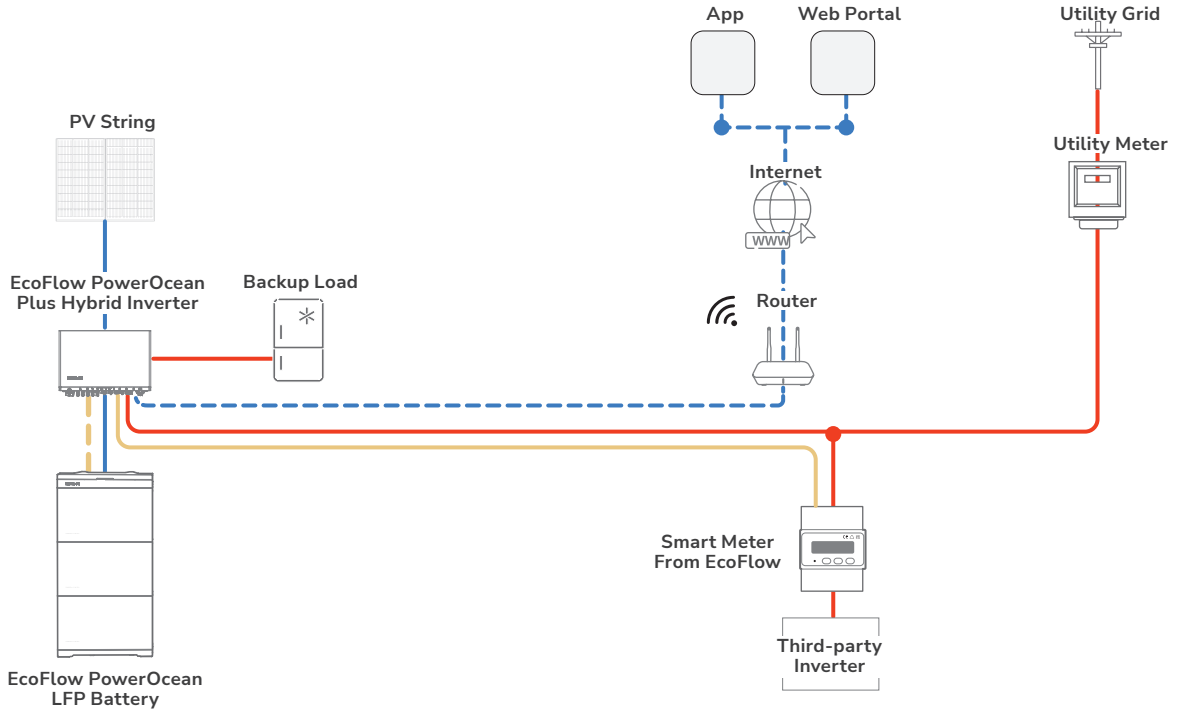 App
Web Portal
Utility Grid
PV String
Utility Meter
Internet
WWW
EcoFlow PowerOcean
Plus Hybrid Inverter
Backup Load
Router
Smart Meter
From EcoFlow
Third-party
Inverter
EcoFlow PowerOcean
LFP Battery